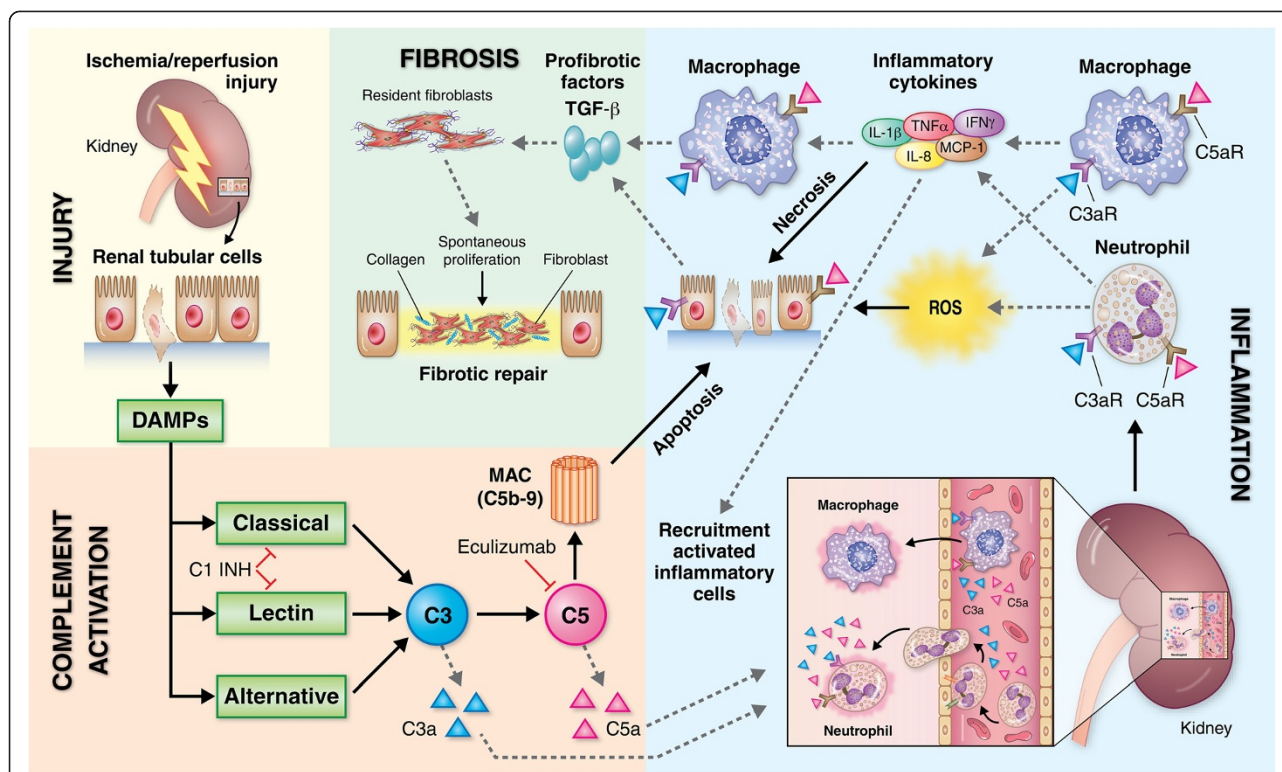 INJURY
Ischemia/reperfusion
injury
Kidney
Renal tubular cells
DAMPs
FIBROSIS
Resident fibroblasts
Profibrotic
factors
TGF-β
Collagen
Spontaneous
proliferation
Fibroblast
Fibrotic repair
INFLAMMATION
Macrophage
Inflammatory
cytokines
IL-1β
TNFα
IFNγ
IL-8
MCP-1
Macrophage
C5aR
C3aR
Necrosis
Neutrophil
ROS
C3aR
C5aR
Apoptosis
Recruitment
activated
inflammatory
cells
COMPLEMENT
ACTIVATION
Classical
C1 INH
Lectin
Alternative
C3
C5
Eculizumab
MAC
(C5b-9)
C3a
C5a
Macrophage
C3a
C5a
Neutrophil
Macrophage
Neutrophil
Kidney